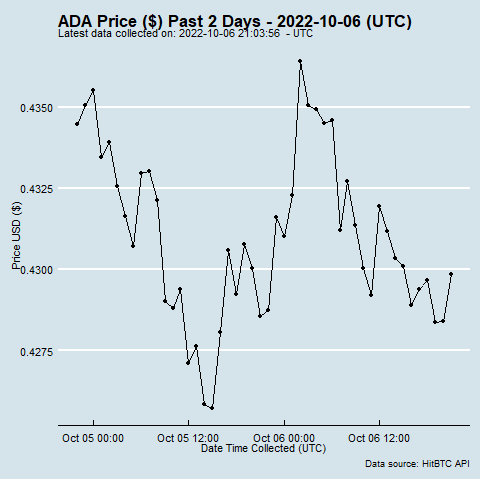 ADA Price ($) Past 2 Days - 2022-10-06 (UTC)
Latest data collected on: 2022-10-06 21:03:56 - UTC
0.4350
0.4325
0.4300
0.4275
Price USD ($)
Oct 05 00:00 Oct 05 12:00 Oct 06 00:00 Oct 06 12:00
Date Time Collected (UTC)
Data source: HitBTC API